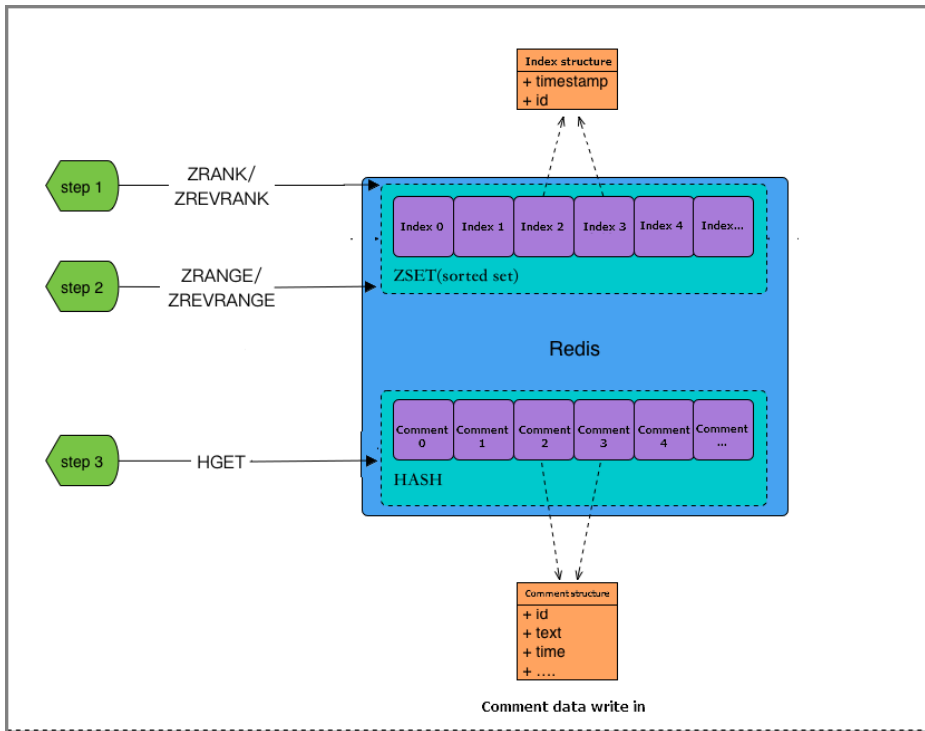 Index structure
+ timestamp
+ id
step 1
ZRANK/
ZREVRANK
Index 0
Index 1
Index 2
Index 3
Index 4
Index...
ZSET(sorted set)
step 2
ZRANGE/
ZREVRANGE
Redis
step 3
HGET
Comment
0
Comment
1
Comment
2
Comment
3
Comment
4
Comment
...
HASH
Comment structure
+ id
+ text
+ time
+ ....
Comment data write in